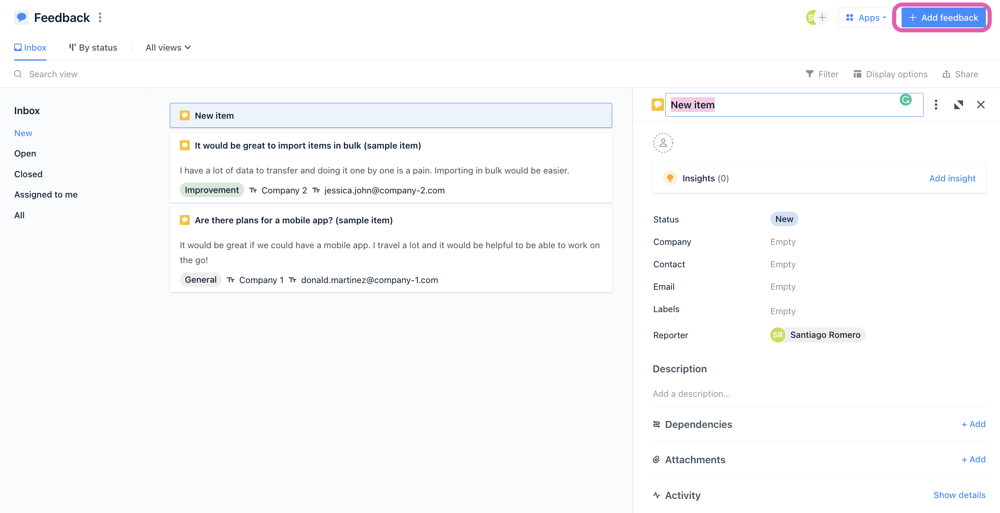 Feedback
S
Apps
Add feedback
Inbox
By status
All views
Search view
Filter
Display options
Share
Inbox
New
Open
Closed
Assigned to me
All
New item
It would be great to import items in bulk (sample item)
I have a lot of data to transfer and doing it one by one is a pain. Importing in bulk would be easier.
Improvement Tт Company 2 Tт jessica.john@company-2.com
Are there plans for a mobile app? (sample item)
It would be great if we could have a mobile app. I travel a lot and it would be helpful to be able to work on
the go!
General Tт Company 1 Tт donald.martinez@company-1.com
New item
Insights (0)
Add insight
Status New
Company Empty
Contact Empty
Email Empty
Labels Empty
Reporter SR Santiago Romero
Description
Add a description...
Dependencies + Add
Attachments + Add
Activity Show details